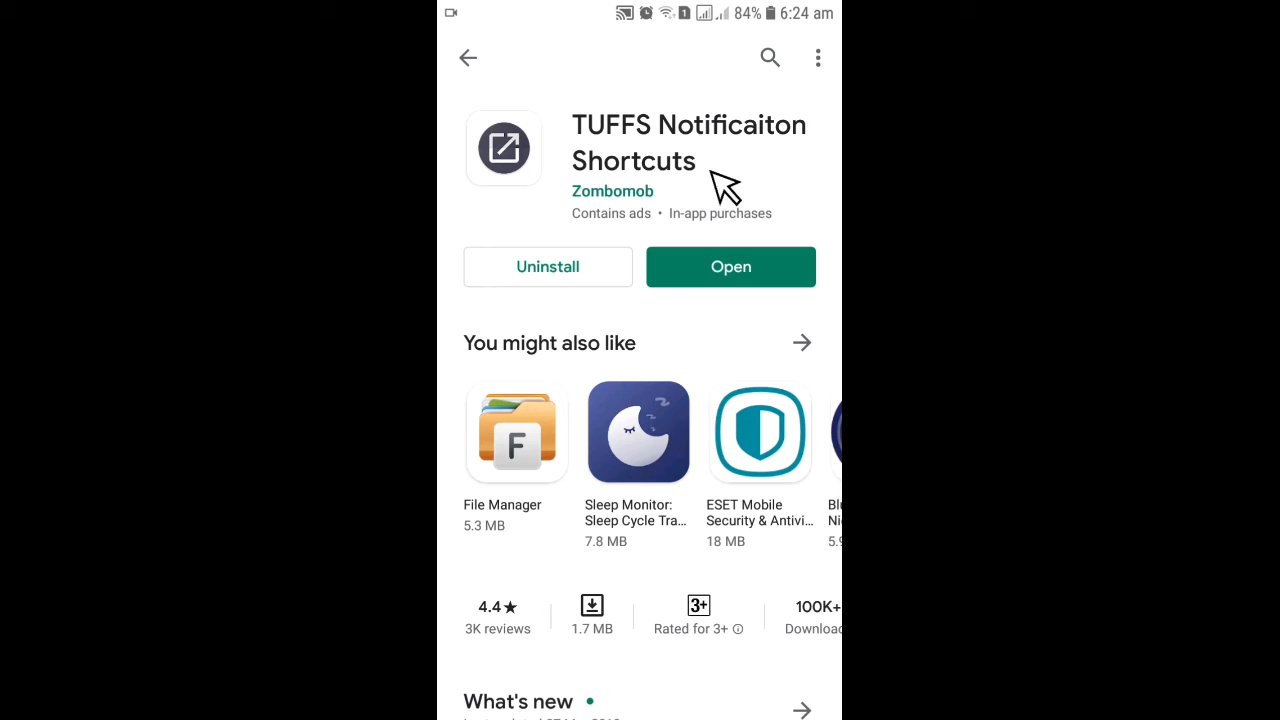 1 84% 6:24 am
TUFFS Notificaiton
Shortcuts
Zombomob
Contains ads • In-app purchases
Uninstall Open
You might also like
F
File Manager
5.3 MB
Sleep Monitor:
Sleep Cycle Tra...
7.8 MB
ESET Mobile
Security & Antivi...
18 MB
4.4★
3K reviews
1.7 MB
3+
Rated for 3+
100K+
What's new